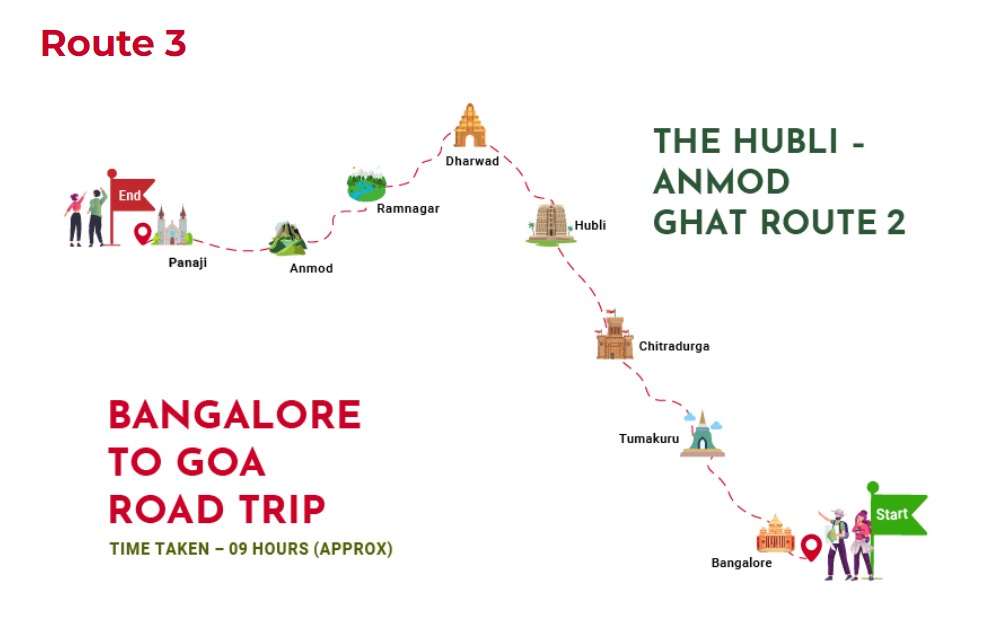 Route 3
THE HUBLI -
ANMOD
GHAT ROUTE 2
Dharwad
End
Ramnagar
Hubli
Panaji
Anmod
Chitradurga
BANGALORE
TO GOA
ROAD TRIP
TIME TAKEN – 09 HOURS (APPROX)
Tumakuru
Start
Bangalore